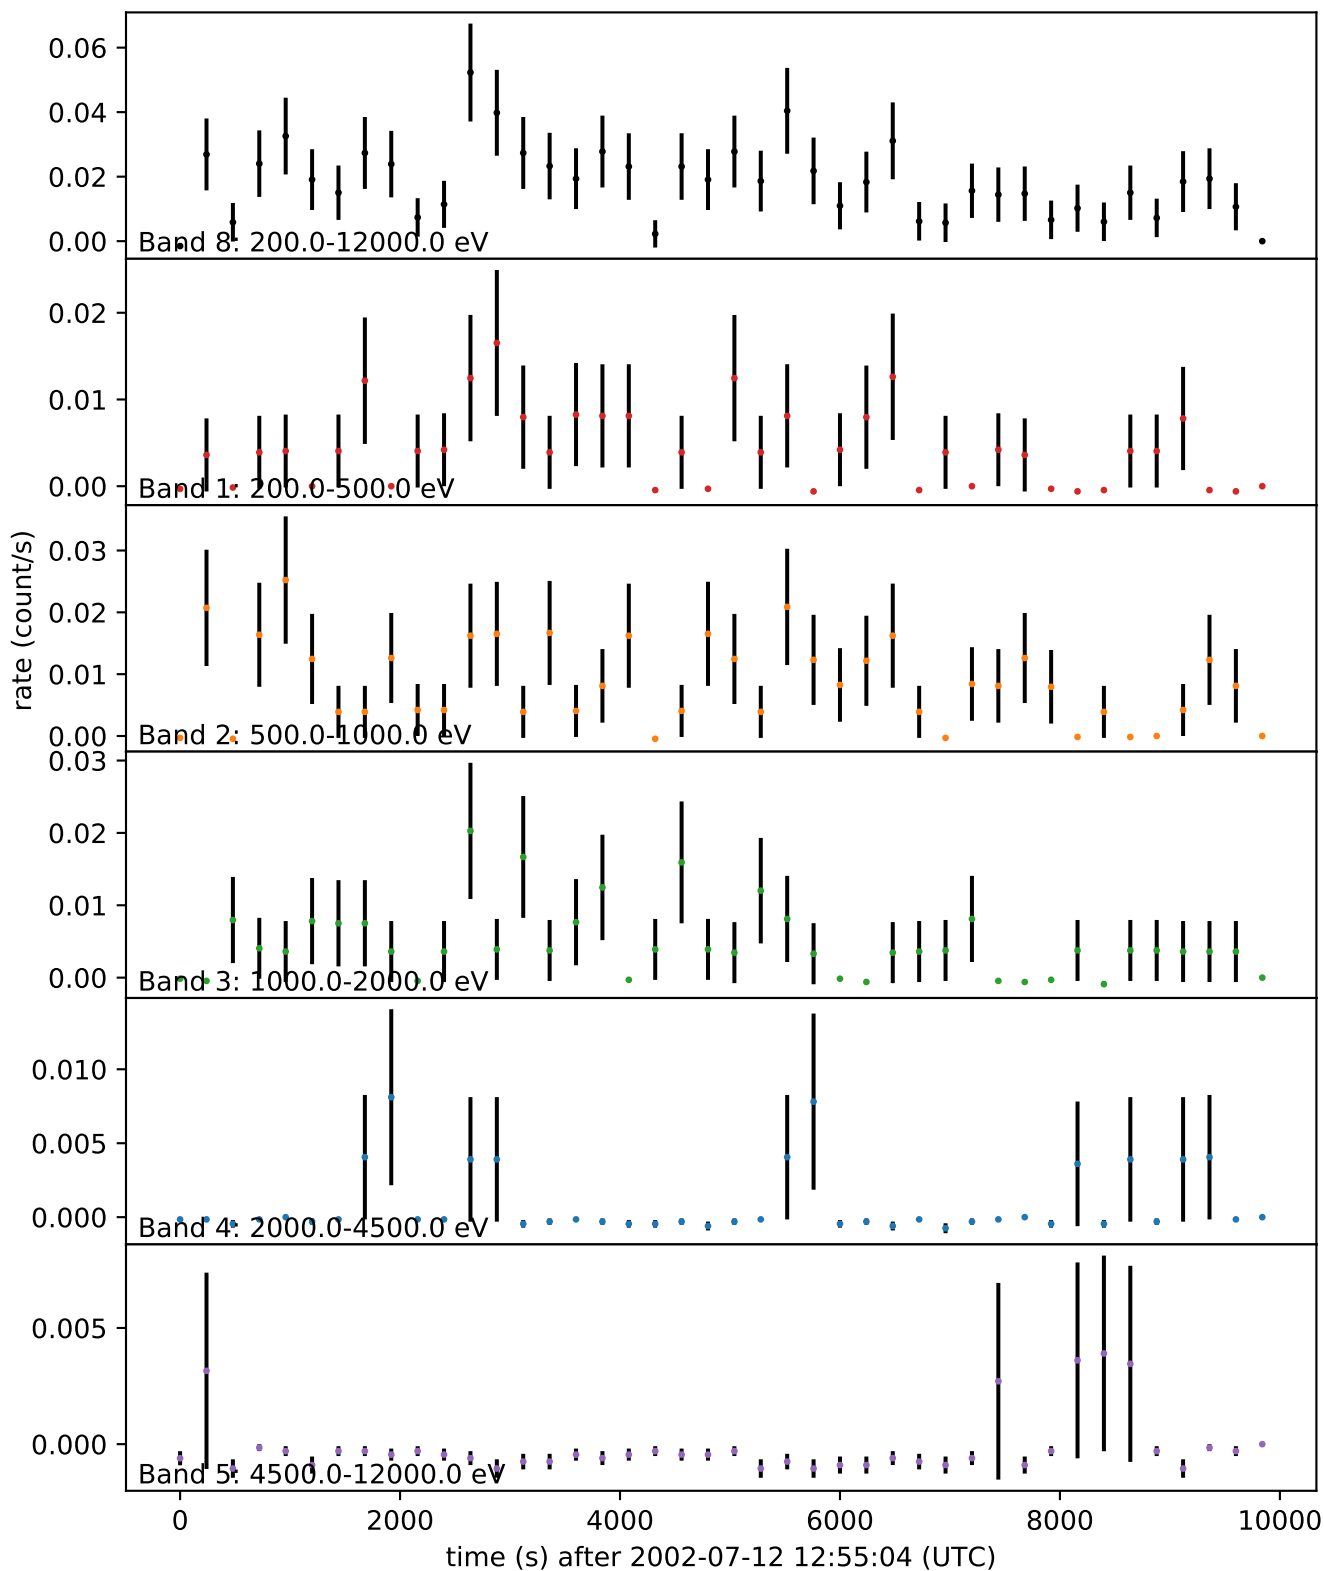 0.06
0.04
0.02
0.00
Band 8: 200.0-12000.0 eV
0.02
0.01
0.00
Band 1: 200.0-500.0 eV
rate (count/s)
0.03
0.02
0.01
0.00
Band 2: 500.0-1000.0 eV
0.03
0.02
0.01
0.00
Band 3: 1000.0-2000.0 eV
0.010
0.005
0.000
Band 4: 2000.0-4500.0 eV
0.005
0.000
Band 5: 4500.0-12000.0 eV
0 2000 4000 6000 8000 10000
time (s) after 2002-07-12 12:55:04 (UTC)